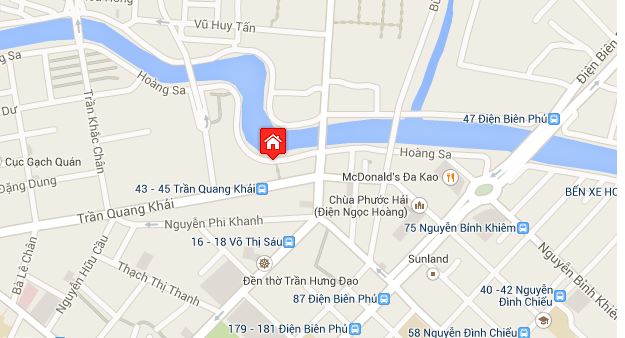 Vũ Huy Tấn
Hoàng Sa
Điện Biên Phủ
Trần Khắc Chân
47 Điện Biên Phủ
Cục Gạch Quán
Hoàng Sa
McDonald's Đa Kao
Đặng Dung
43 - 45 Trần Quang Khải
BẾN XE HO
Trần Quang Khải
Nguyễn Phi Khanh
Chùa Phước Hải
(Điện Ngọc Hoàng)
75 Nguyễn Bỉnh Khiêm
Bà Lê Chân
Nguyễn Hữu Cầu
16 - 18 Võ Thị Sáu
Sunland
Nguyễn Bỉnh Khiêm
Thạch Thị Thanh
Đền thờ Trần Hưng Đạo
87 Điện Biên Phủ
40 -42 Nguyễn
Đình Chiểu
179 - 181 Điện Biên Phủ
58 Nguyễn Đình Chiểu